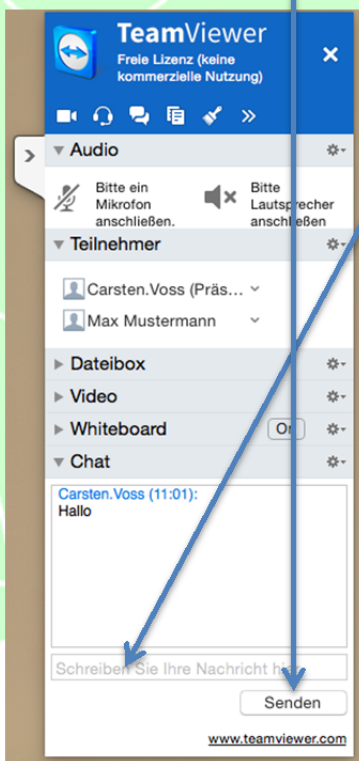 TeamViewer
Freie Lizenz (keine
kommerzielle Nutzung)
Audio
Bitte ein
Mikrofon
anschließen.
Bitte
Lautsprecher
anschließen
Teilnehmer
Carsten.Voss (Präs...
Max Mustermann
Dateibox
Video
Whiteboard
On
Chat
Carsten.Voss (11:01):
Hallo
Schreiben Sie Ihre Nachricht hier
Senden
www.teamviewer.com